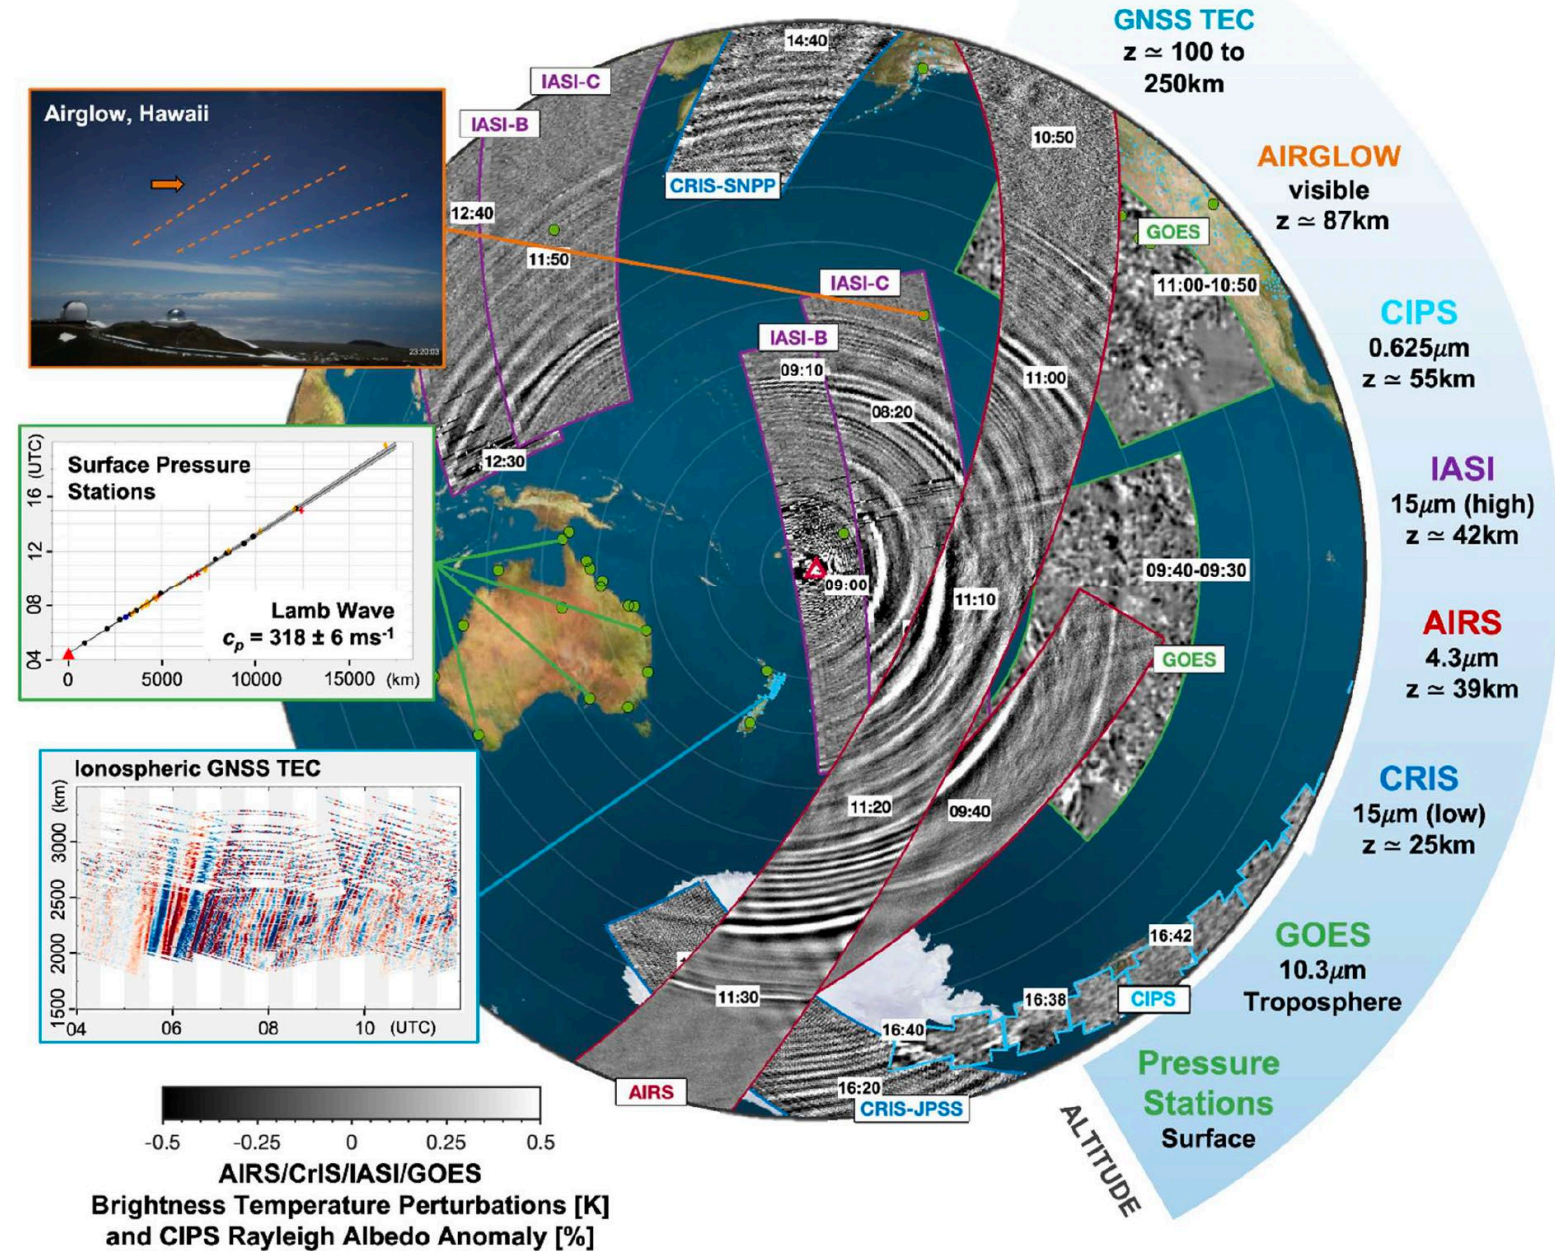 GNSS TEC
z ≃ 100 to
250km
AIRGLOW
visible
z ≃ 87km
CIPS
0.625μm
z ≃ 55km
IASI
15μm (high)
z ≃ 42km
AIRS
4.3μm
z ≃ 39km
CRIS
15μm (low)
z ≃ 25km
GOES
10.3μm
Troposphere
Pressure
Stations
Surface
ALTITUDE
Airglow, Hawaii
23:20:03
Surface Pressure
Stations
Lamb Wave
cp = 318 ± 6 ms-1
(UTC)
16
12
08
04
0
5000
10000
15000
(km)
Ionospheric GNSS TEC
(km)
3000
2500
2000
1500
04
06
08
10
(UTC)
14:40
IASI-C
IASI-B
CRIS-SNPP
10:50
12:40
11:50
GOES
11:00-10:50
IASI-C
IASI-B
09:10
08:20
11:00
12:30
09:00
11:10
09:40-09:30
GOES
11:20
09:40
16:42
11:30
16:38
CIPS
16:40
AIRS
16:20
CRIS-JPSS
-0.5
-0.25
0
0.25
0.5
AIRS/CrIS/IASI/GOES
Brightness Temperature Perturbations [K]
and CIPS Rayleigh Albedo Anomaly [%]